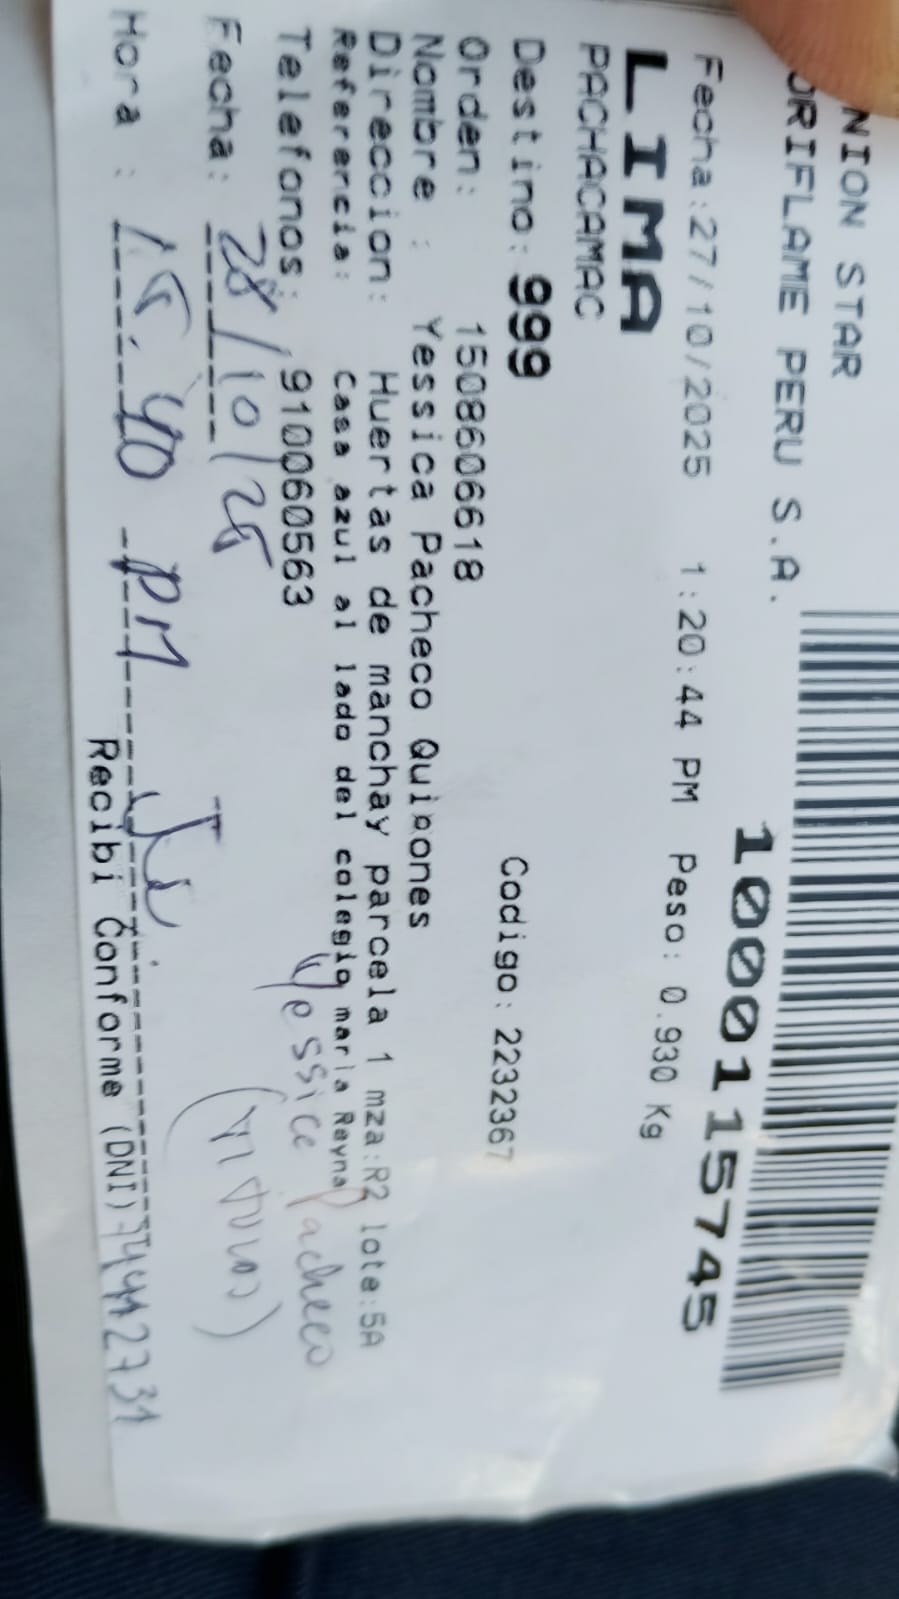 NION STAR
ORIFLAME PERU S.A.
10001115745
Fecha:27/10/2025 1:20:44 PM Peso: 0.930 Kg
LIMA
PACHACAMAC
Destino: 999 Codigo: 2232367
Orden: 1508606618
Nombre : Yessica Pacheco Quiñones
Direccion: Huertas de manchay parcela 1 mza:R2 lote:5A
Referencia: Casa azul al lado del colegio maria Reyna
Telefonos: 910060563
Yessica Pacheco
Fecha: 28/10/25
(Titular)
Hora : 15:40 PM
Recibi Conforme (DNI)